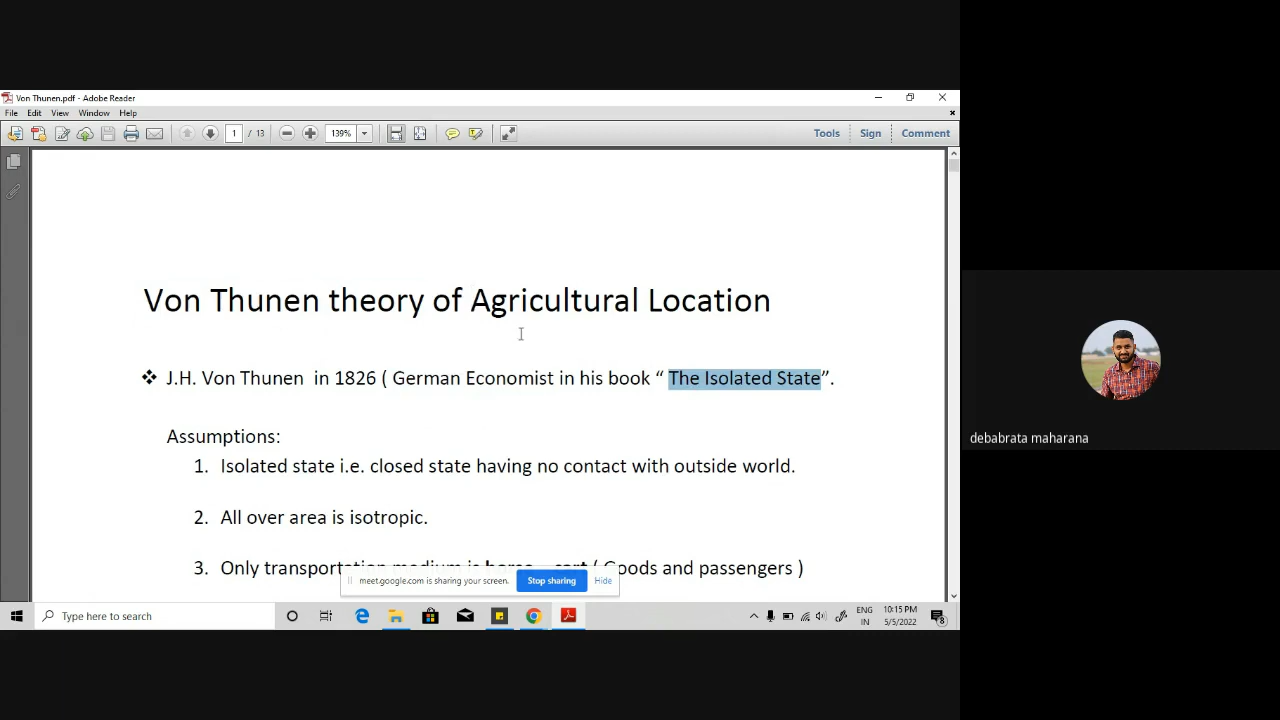 Von Thunen.pdf - Adobe Reader
File Edit View Window Help
1 / 13 139% Tools Sign Comment
Von Thunen theory of Agricultural Location
❖ J.H. Von Thunen in 1826 ( German Economist in his book “ The Isolated State”.
Assumptions:
1. Isolated state i.e. closed state having no contact with outside world.
2. All over area is isotropic.
3. Only transportation medium is horse – cart ( Goods and passengers )
meet.google.com is sharing your screen. Stop sharing Hide
debabrata maharana
Type here to search
ENG
IN
10:15 PM
5/5/2022
8